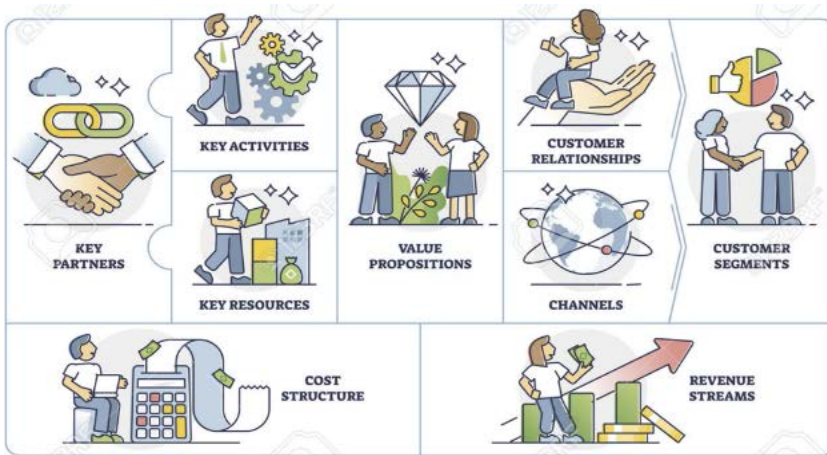 KEY ACTIVITIES
CUSTOMER
RELATIONSHIPS
KEY
PARTNERS
VALUE
PROPOSITIONS
CUSTOMER
SEGMENTS
KEY RESOURCES
CHANNELS
COST
STRUCTURE
REVENUE
STREAMS